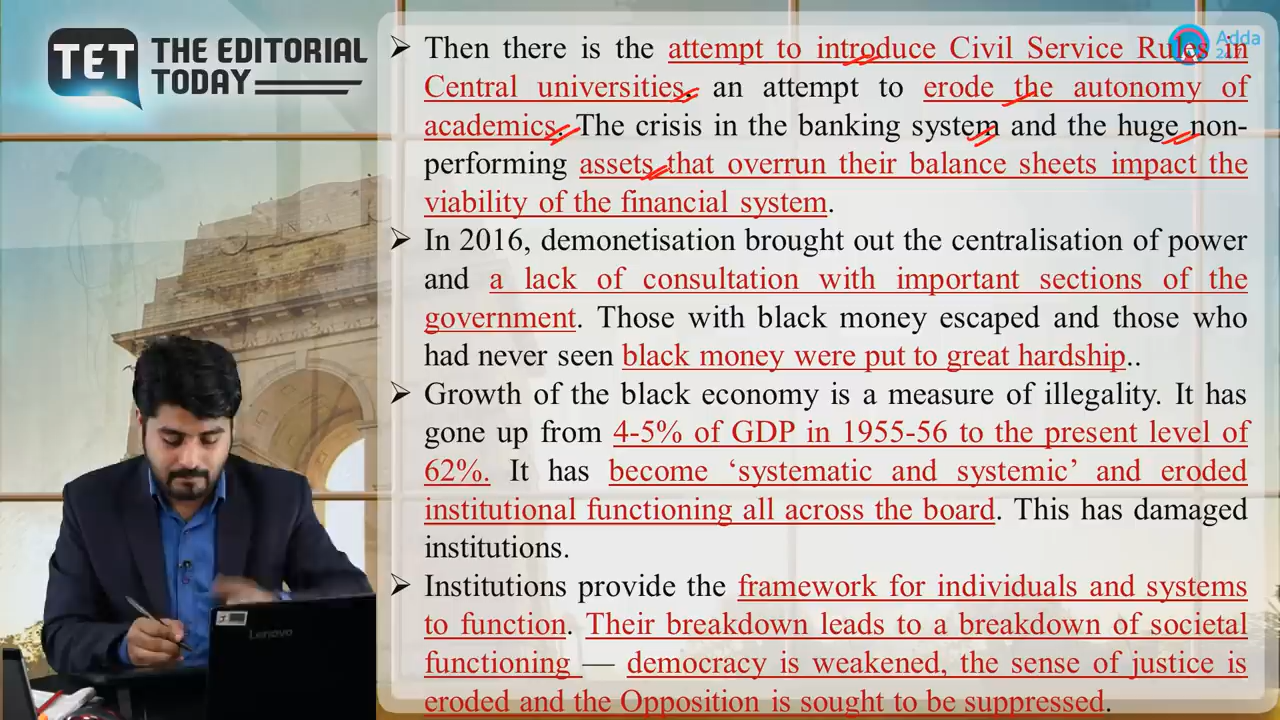 TET THE EDITORIAL
TODAY
Adda
247
➢ Then there is the attempt to introduce Civil Service Rules in
Central universities, an attempt to erode the autonomy of
academics. The crisis in the banking system and the huge non-
performing assets that overrun their balance sheets impact the
viability of the financial system.
➢ In 2016, demonetisation brought out the centralisation of power
and a lack of consultation with important sections of the
government. Those with black money escaped and those who
had never seen black money were put to great hardship..
➢ Growth of the black economy is a measure of illegality. It has
gone up from 4-5% of GDP in 1955-56 to the present level of
62%. It has become ‘systematic and systemic’ and eroded
institutional functioning all across the board. This has damaged
institutions.
➢ Institutions provide the framework for individuals and systems
to function. Their breakdown leads to a breakdown of societal
functioning — democracy is weakened, the sense of justice is
eroded and the Opposition is sought to be suppressed.
Lenovo